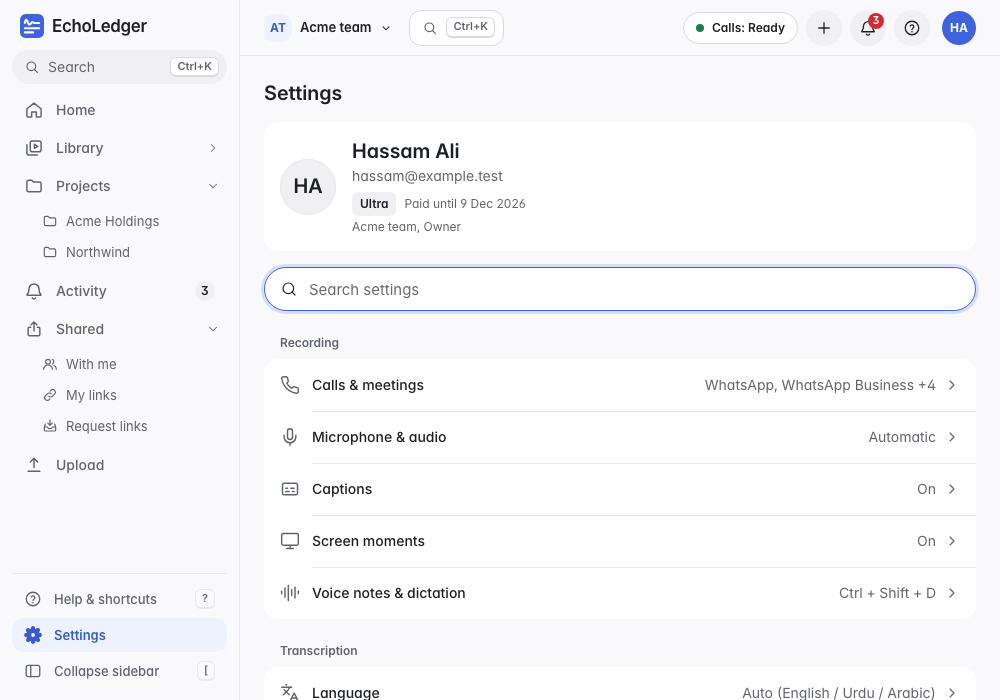 EchoLedger
Search Ctrl+K
Home
Library
Projects
Acme Holdings
Northwind
Activity 3
Shared
With me
My links
Request links
Upload
Help & shortcuts ?
Settings
Collapse sidebar [
AT Acme team Ctrl+K Calls: Ready 3 HA
Settings
HA
Hassam Ali
hassam@example.test
Ultra Paid until 9 Dec 2026
Acme team, Owner
Search settings
Recording
Calls & meetings WhatsApp, WhatsApp Business +4
Microphone & audio Automatic
Captions On
Screen moments On
Voice notes & dictation Ctrl + Shift + D
Transcription
Language Auto (English / Urdu / Arabic)